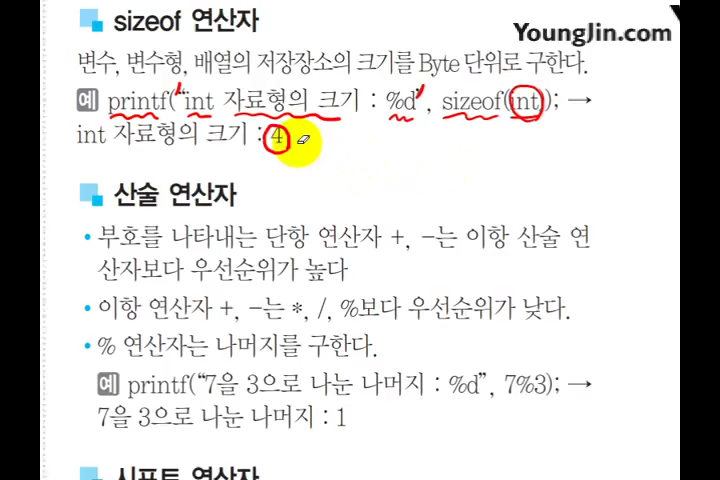 YoungJin.com
sizeof 연산자
변수, 변수형, 배열의 저장장소의 크기를 Byte 단위로 구한다.
예 printf(“int 자료형의 크기 : %d”, sizeof(int)); →
int 자료형의 크기 : 4
산술 연산자
• 부호를 나타내는 단항 연산자 +, −는 이항 산술 연
산자보다 우선순위가 높다
• 이항 연산자 +, −는 *, /, %보다 우선순위가 낮다.
• % 연산자는 나머지를 구한다.
예 printf(“7을 3으로 나눈 나머지 : %d”, 7%3); →
7을 3으로 나눈 나머지 : 1
시프트 연산자